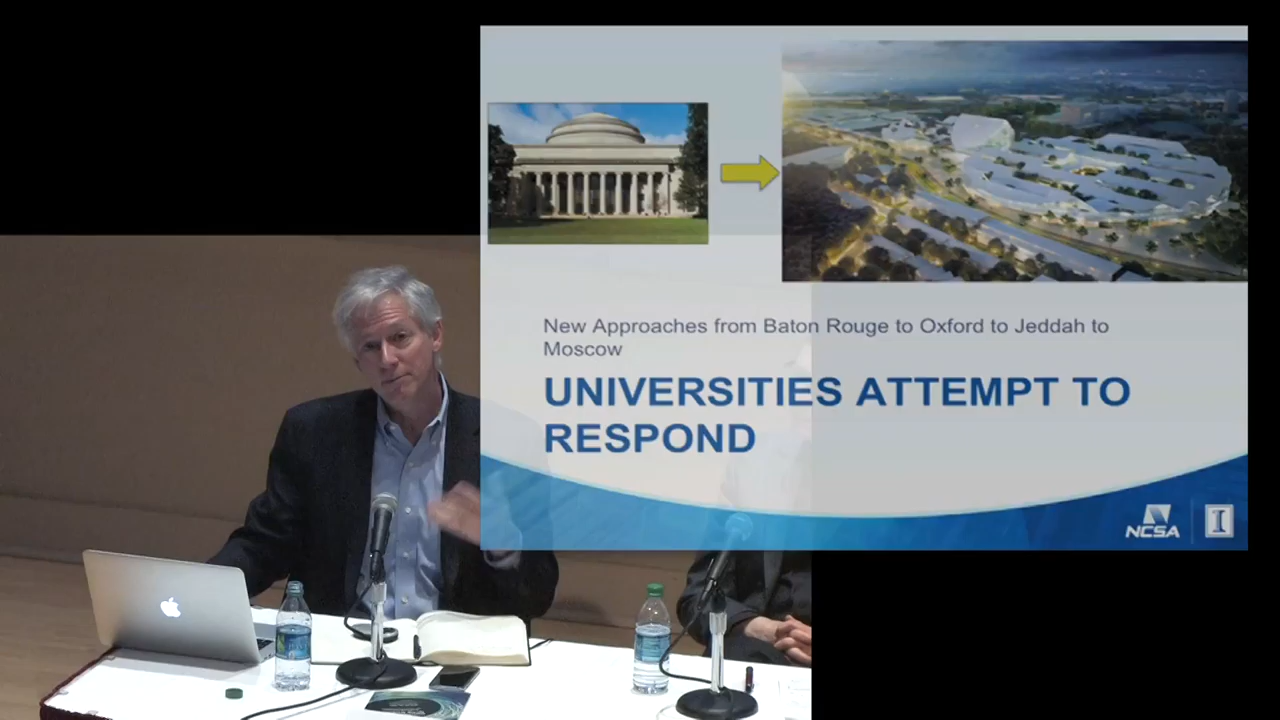 New Approaches from Baton Rouge to Oxford to Jeddah to
Moscow
UNIVERSITIES ATTEMPT TO
RESPOND
NCSA
I